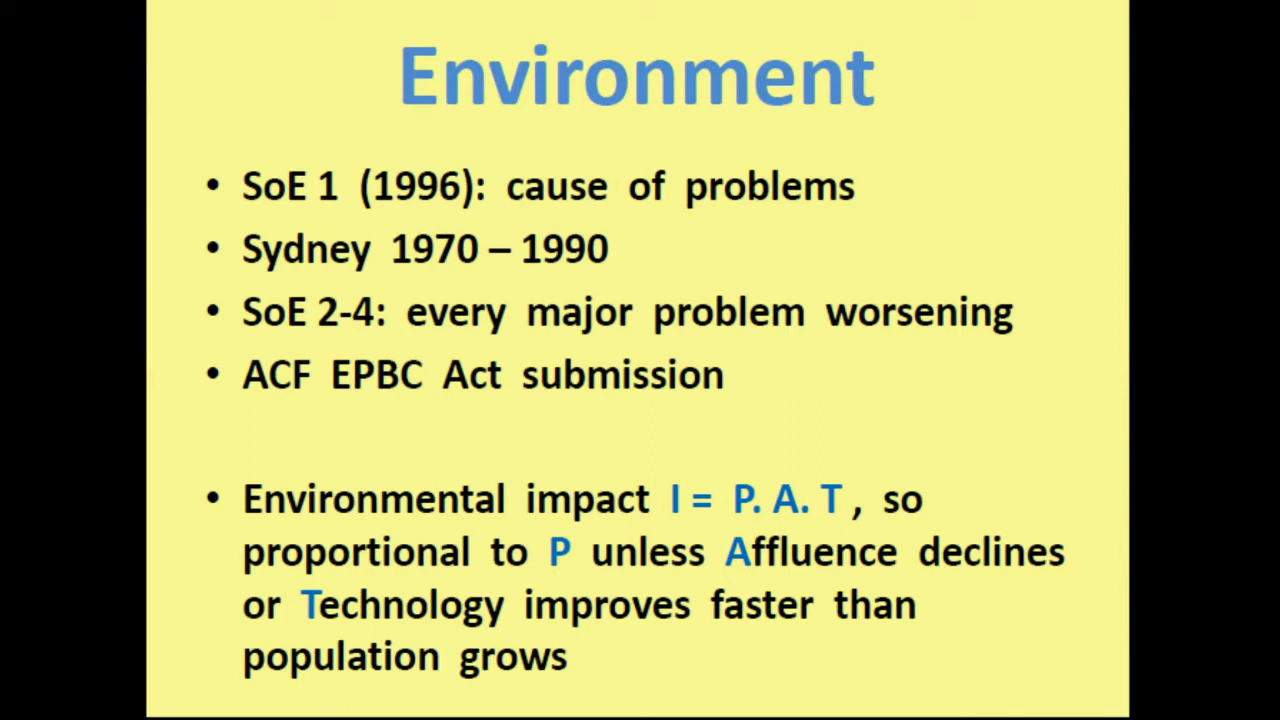 Environment
• SoE 1 (1996): cause of problems
• Sydney 1970 – 1990
• SoE 2-4: every major problem worsening
• ACF EPBC Act submission
• Environmental impact I = P. A. T , so
proportional to P unless Affluence declines
or Technology improves faster than
population grows